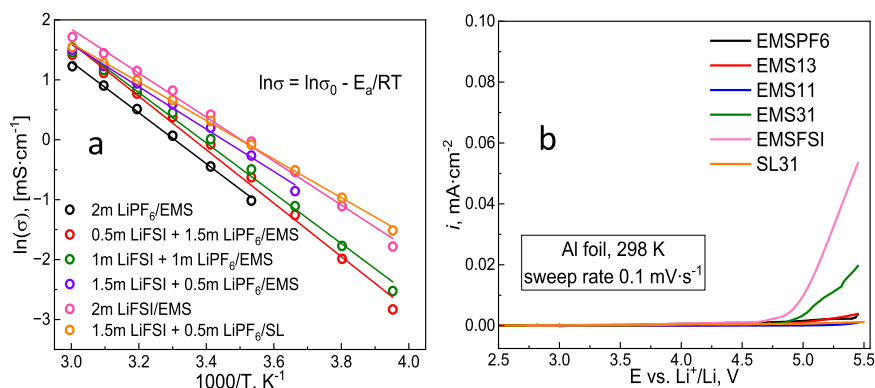 2
1
0
-1
-2
-3
ln(σ), [mS·cm⁻¹]
3.0 3.2 3.4 3.6 3.8 4.0
1000/T, K⁻¹
lnσ = lnσ₀ - Eₐ/RT
a
2m LiPF₆/EMS
0.5m LiFSI + 1.5m LiPF₆/EMS
1m LiFSI + 1m LiPF₆/EMS
1.5m LiFSI + 0.5m LiPF₆/EMS
2m LiFSI/EMS
1.5m LiFSI + 0.5m LiPF₆/SL
0.10
0.08
0.06
0.04
0.02
0.00
i, mA·cm⁻²
2.5 3.0 3.5 4.0 4.5 5.0 5.5
E vs. Li⁺/Li, V
b
EMSPF6
EMS13
EMS11
EMS31
EMSFSI
SL31
Al foil, 298 K
sweep rate 0.1 mV·s⁻¹